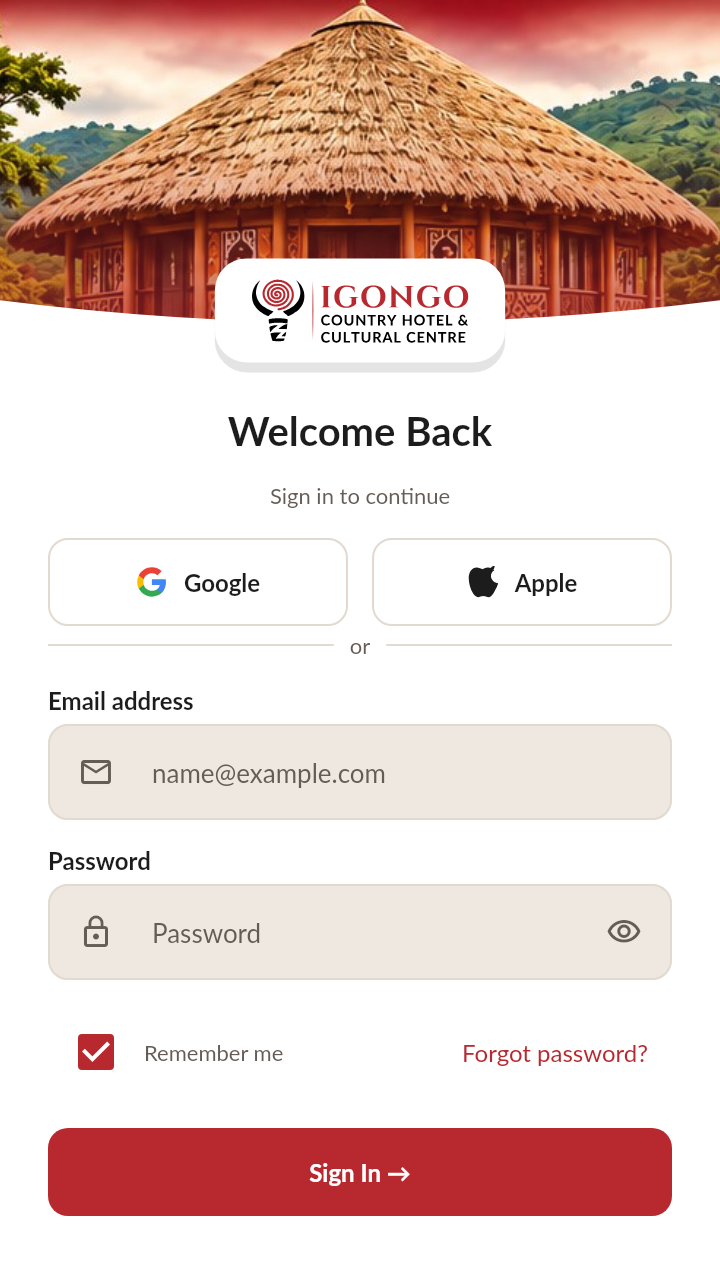 IGONGO
COUNTRY HOTEL &
CULTURAL CENTRE
Welcome Back
Sign in to continue
Google
Apple
or
Email address
name@example.com
Password
Password
Remember me
Forgot password?
Sign In →